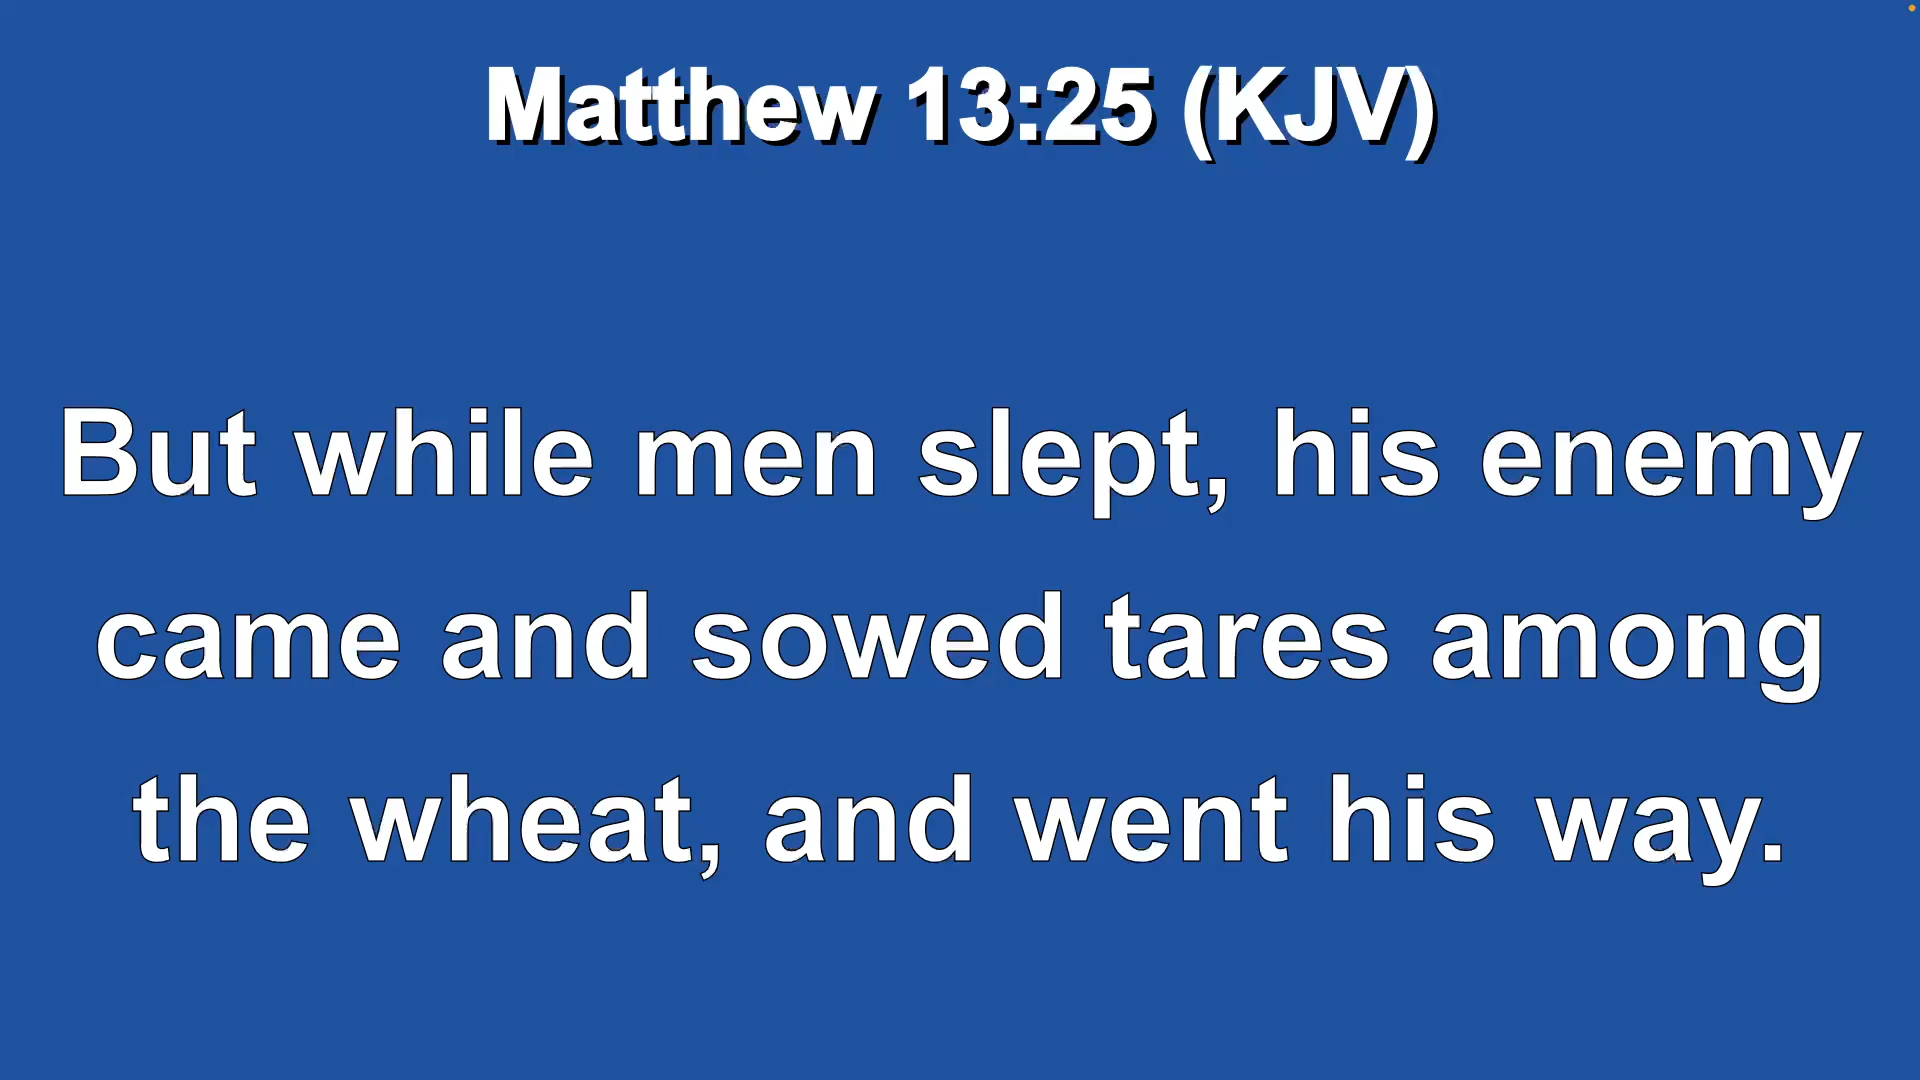 Matthew 13:25 (KJV)
But while men slept, his enemy
came and sowed tares among
the wheat, and went his way.